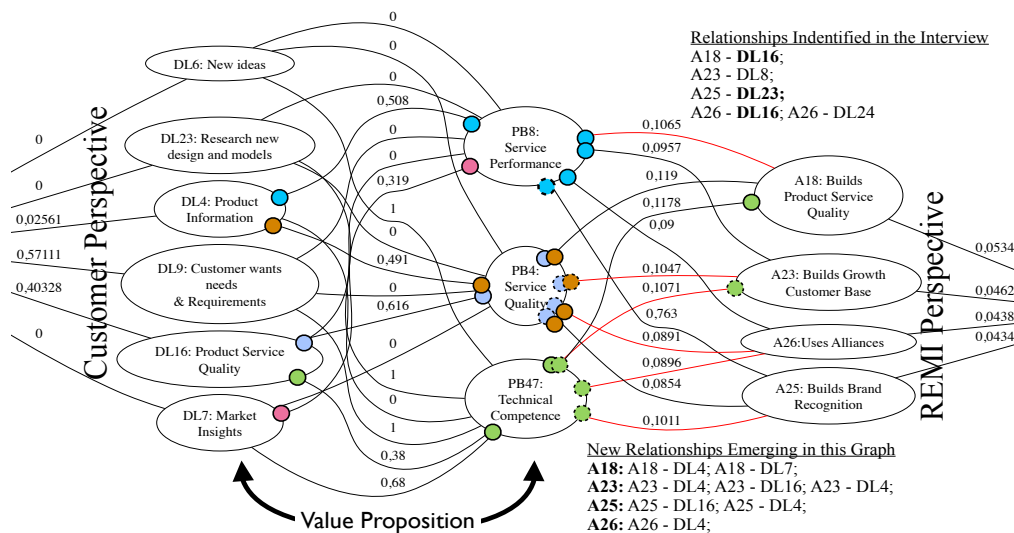 Customer Perspective
0
0
0,02561
0,57111
0,40328
0
DL6: New ideas
DL23: Research new
design and models
DL4: Product
Information
DL9: Customer wants
needs
& Requirements
DL16: Product Service
Quality
DL7: Market
Insights
0
0
0
0,508
0
0
0,319
1
0
0,491
0
0,616
0
1
0
1
0,38
0,68
PB8:
Service
Performance
PB4:
Service
Quality
PB47:
Technical
Competence
0,1065
0,0957
0,119
0,1178
0,09
0,1047
0,1071
0,763
0,0891
0,0896
0,0854
0,1011
Relationships Indentified in the Interview
A18 - DL16;
A23 - DL8;
A25 - DL23;
A26 - DL16; A26 - DL24
A18: Builds
Product Service
Quality
A23: Builds Growth
Customer Base
A26:Uses Alliances
A25: Builds Brand
Recognition
0,0534
0,0462
0,0438
0,0434
REMI Perspective
Value Proposition
New Relationships Emerging in this Graph
A18: A18 - DL4; A18 - DL7;
A23: A23 - DL4; A23 - DL16; A23 - DL4;
A25: A25 - DL16; A25 - DL4;
A26: A26 - DL4;